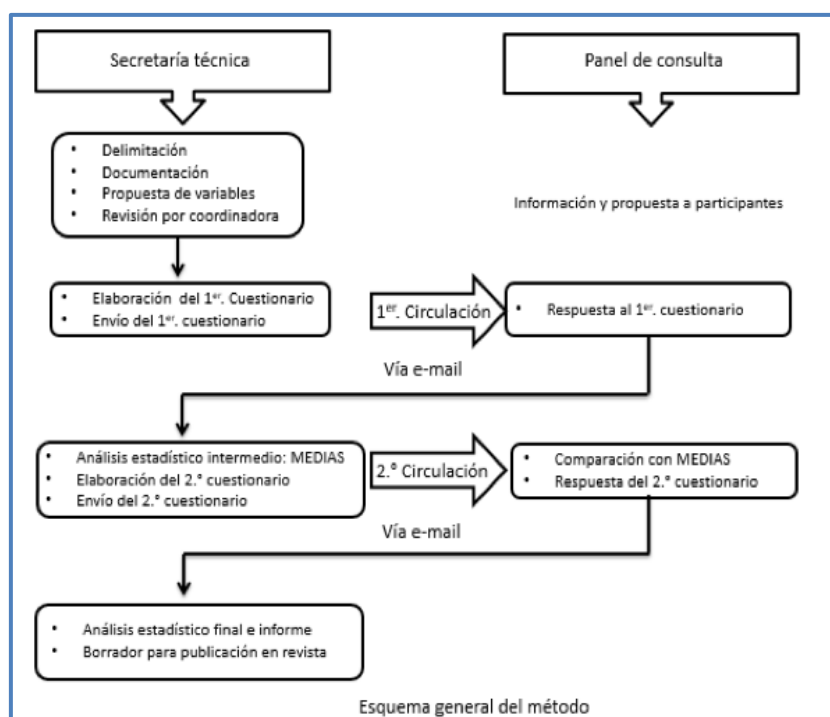 Secretaría técnica
Panel de consulta
• Delimitación
• Documentación
• Propuesta de variables
• Revisión por coordinadora
Información y propuesta a participantes
• Elaboración del 1er. Cuestionario
• Envío del 1er. cuestionario
1er. Circulación
• Respuesta al 1er. cuestionario
Vía e-mail
• Análisis estadístico intermedio: MEDIAS
• Elaboración del 2.º cuestionario
• Envío del 2.º cuestionario
2.º Circulación
• Comparación con MEDIAS
• Respuesta del 2.º cuestionario
Vía e-mail
• Análisis estadístico final e informe
• Borrador para publicación en revista
Esquema general del método